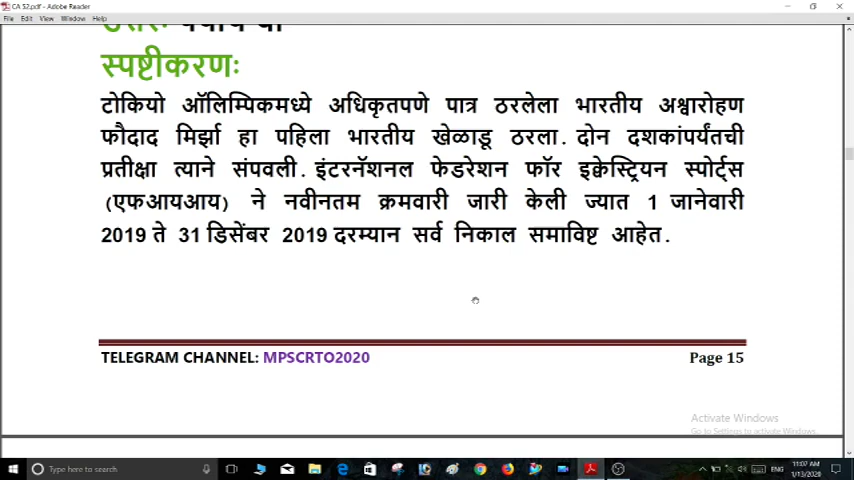 CA 52.pdf - Adobe Reader
File Edit View Window Help
स्पष्टीकरणः
टोकियो ऑलिम्पिकमध्ये अधिकृतपणे पात्र ठरलेला भारतीय अश्वारोहण
फौदाद मिर्झा हा पहिला भारतीय खेळाडू ठरला. दोन दशकांपर्यंतची
प्रतीक्षा त्याने संपवली. इंटरनॅशनल फेडरेशन फॉर इक्वेस्ट्रियन स्पोर्ट्स
(एफआयआय) ने नवीनतम क्रमवारी जारी केली ज्यात 1 जानेवारी
2019 ते 31 डिसेंबर 2019 दरम्यान सर्व निकाल समाविष्ट आहेत.
TELEGRAM CHANNEL: MPSCRTO2020 Page 15
Activate Windows
Go to Settings to activate Windows.
Type here to search
ENG
11:07 AM
1/13/2020